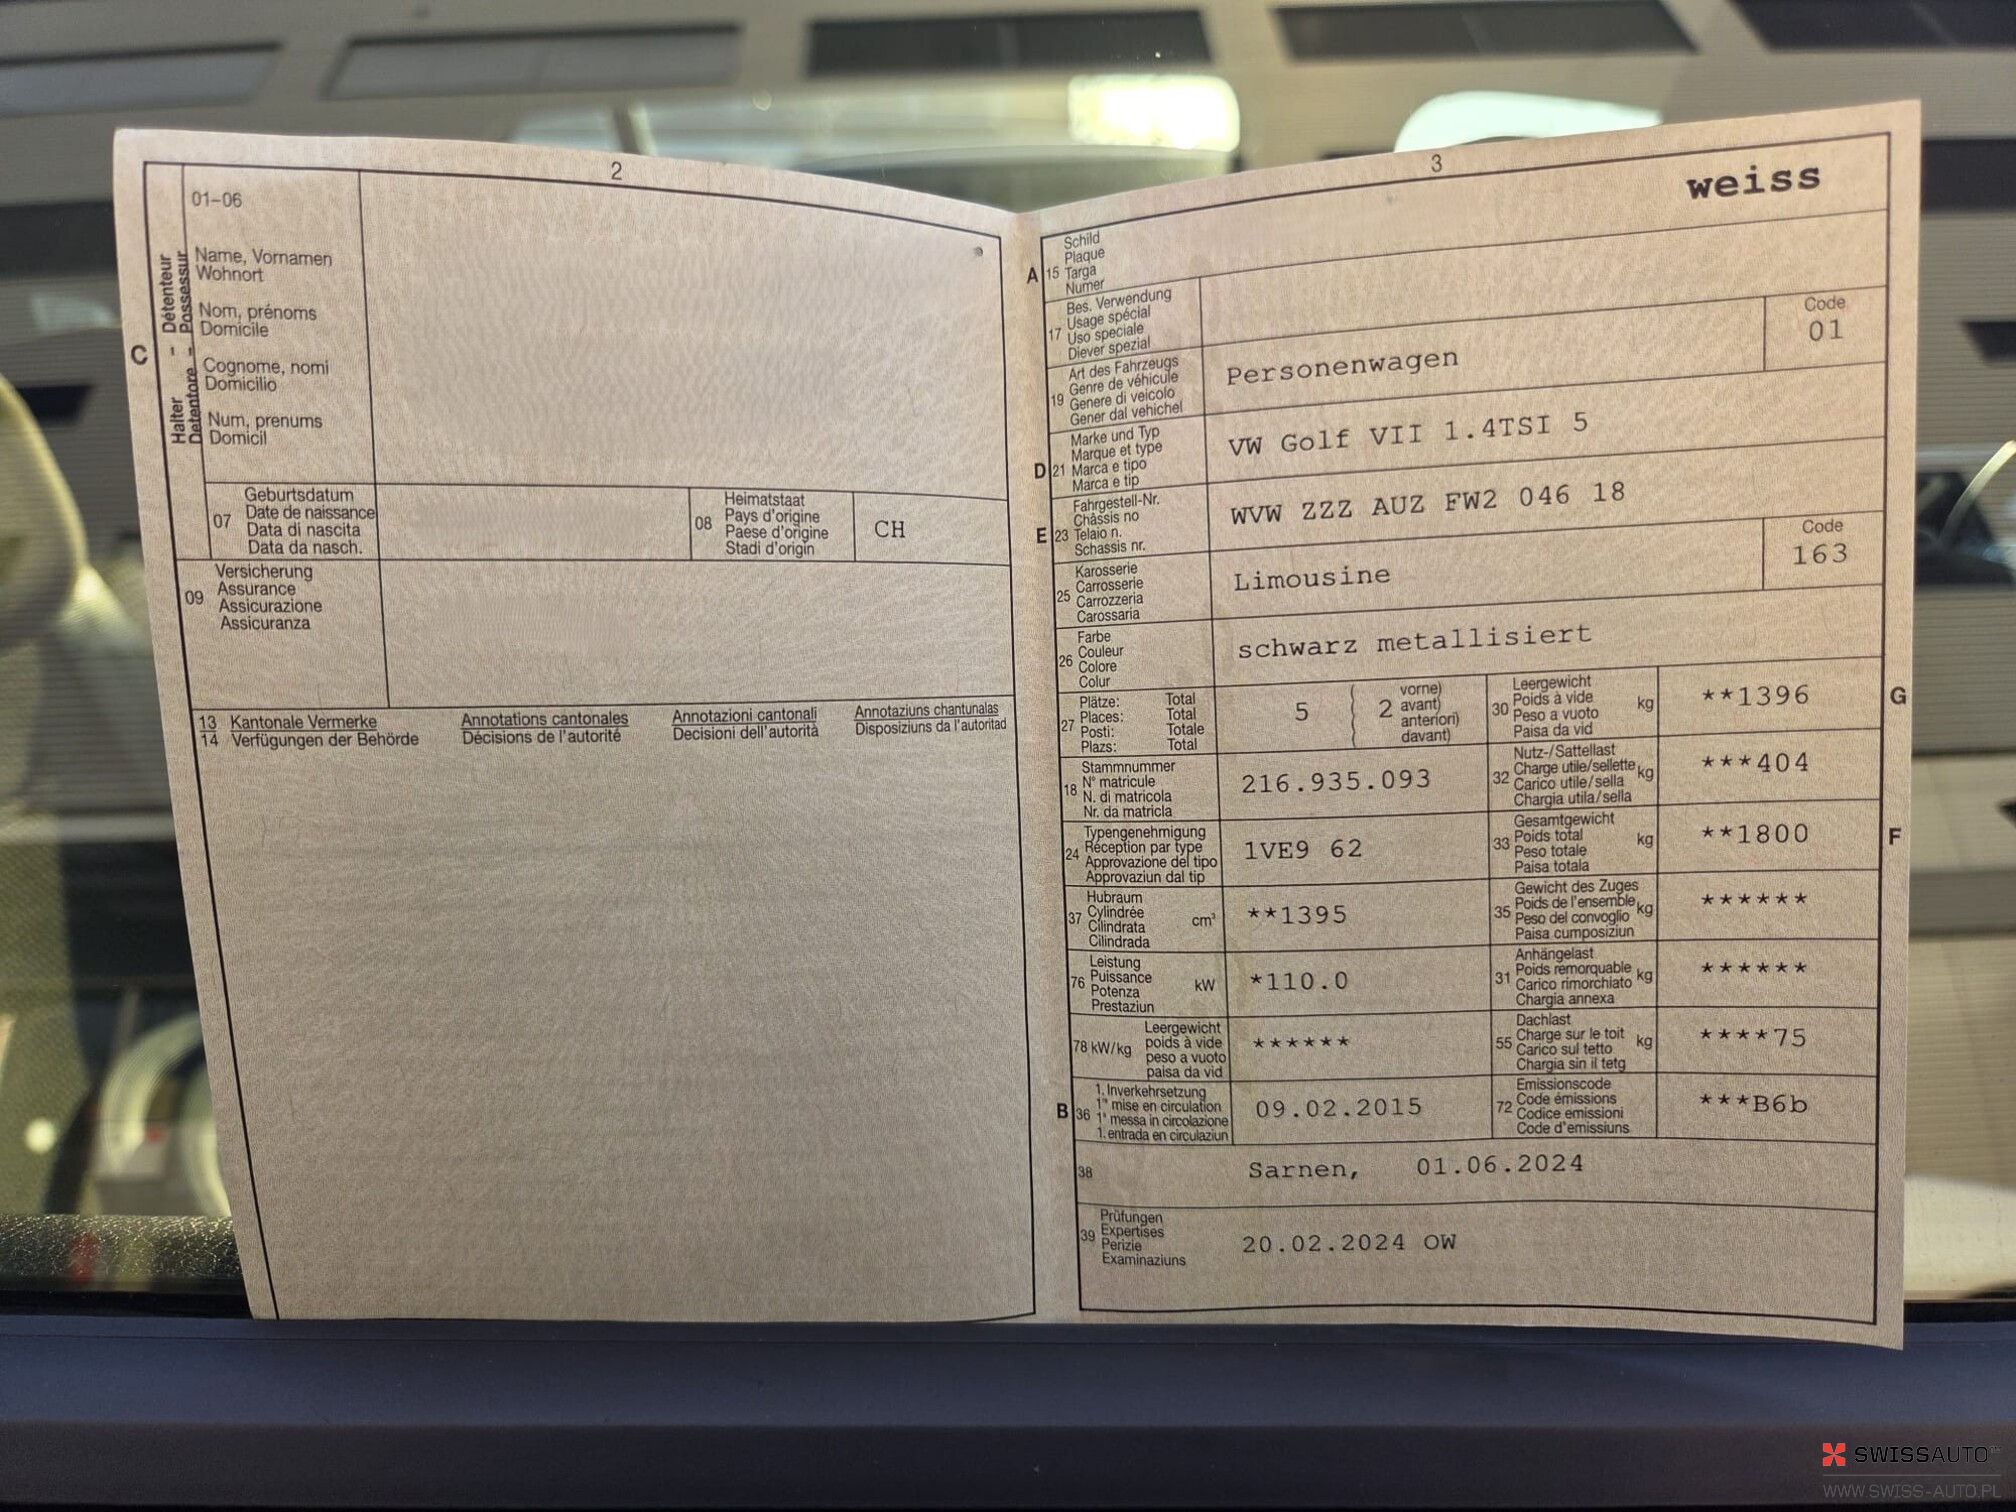 2
01–06
C
Halter - Détenteur
Detentore - Possessur
Name, Vornamen
Wohnort
Nom, prénoms
Domicile
Cognome, nomi
Domicilio
Num, prenums
Domicil
07
Geburtsdatum
Date de naissance
Data di nascita
Data da nasch.
08
Heimatstaat
Pays d'origine
Paese d'origine
Stadi d'origin
CH
09
Versicherung
Assurance
Assicurazione
Assicuranza
13
14
Kantonale Vermerke
Verfügungen der Behörde
Annotations cantonales
Décisions de l'autorité
Annotazioni cantonali
Decisioni dell'autorità
Annotaziuns chantunalas
Disposiziuns da l'autoritad
3
weiss
A
15
Schild
Plaque
Targa
Numer
17
Bes. Verwendung
Usage spécial
Uso speciale
Diever spezial
19
Art des Fahrzeugs
Genre de véhicule
Genere di veicolo
Gener dal vehichel
Personenwagen
Code
01
D
21
Marke und Typ
Marque et type
Marca e tipo
Marca e tip
VW Golf VII 1.4TSI 5
E
23
Fahrgestell-Nr.
Châssis no
Telaio n.
Schassis nr.
WVW ZZZ AUZ FW2 046 18
25
Karosserie
Carrosserie
Carrozzeria
Carossaria
Limousine
Code
163
26
Farbe
Couleur
Colore
Colur
schwarz metallisiert
27
Plätze: Total
Places: Total
Posti: Totale
Plazs: Total
5 ( 2
vorne)
avant)
anteriori)
davant)
30
Leergewicht
Poids à vide
Peso a vuoto
Paisa da vid
kg
**1396
G
18
Stammnummer
N° matricule
N. di matricola
Nr. da matricla
216.935.093
32
Nutz-/Sattellast
Charge utile/sellette
Carico utile/sella
Chargia utila/sella
kg
***404
24
Typengenehmigung
Réception par type
Approvazione del tipo
Approvaziun dal tip
1VE9 62
33
Gesamtgewicht
Poids total
Peso totale
Paisa totala
kg
**1800
F
37
Hubraum
Cylindrée
Cilindrata
Cilindrada
cm³
**1395
35
Gewicht des Zuges
Poids de l'ensemble
Peso del convoglio
Paisa cumposiziun
kg
******
76
Leistung
Puissance
Potenza
Prestaziun
kW
*110.0
31
Anhängelast
Poids remorquable
Carico rimorchiato
Chargia annexa
kg
******
78 kW/kg
Leergewicht
poids à vide
peso a vuoto
paisa da vid
******
55
Dachlast
Charge sur le toit
Carico sul tetto
Chargia sin il tetg
kg
****75
B
36
1. Inverkehrsetzung
1re mise en circulation
1a messa in circolazione
1. entrada en circulaziun
09.02.2015
72
Emissionscode
Code émissions
Codice emissioni
Code d'emissiuns
***B6b
38
Sarnen, 01.06.2024
39
Prüfungen
Expertises
Perizie
Examinaziuns
20.02.2024 OW
SWISSAUTO
WWW.SWISS-AUTO.PL